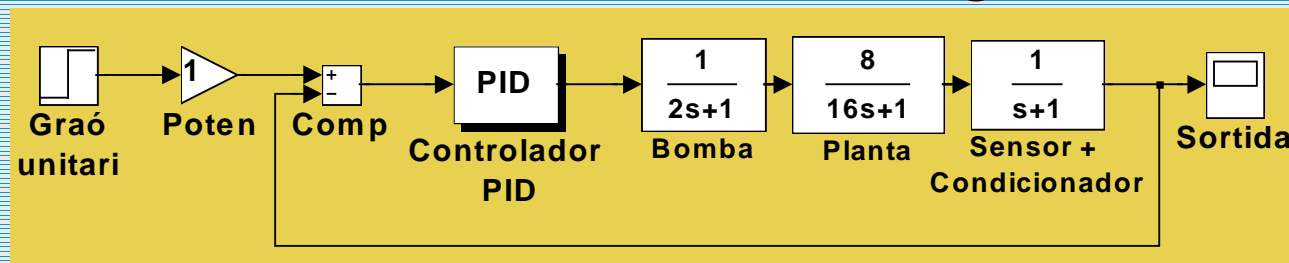 Graó
unitari
1
Poten
+
−
Comp
PID
Controlador
PID
1
2s+1
Bomba
8
16s+1
Planta
1
s+1
Sensor +
Condicionador
Sortida